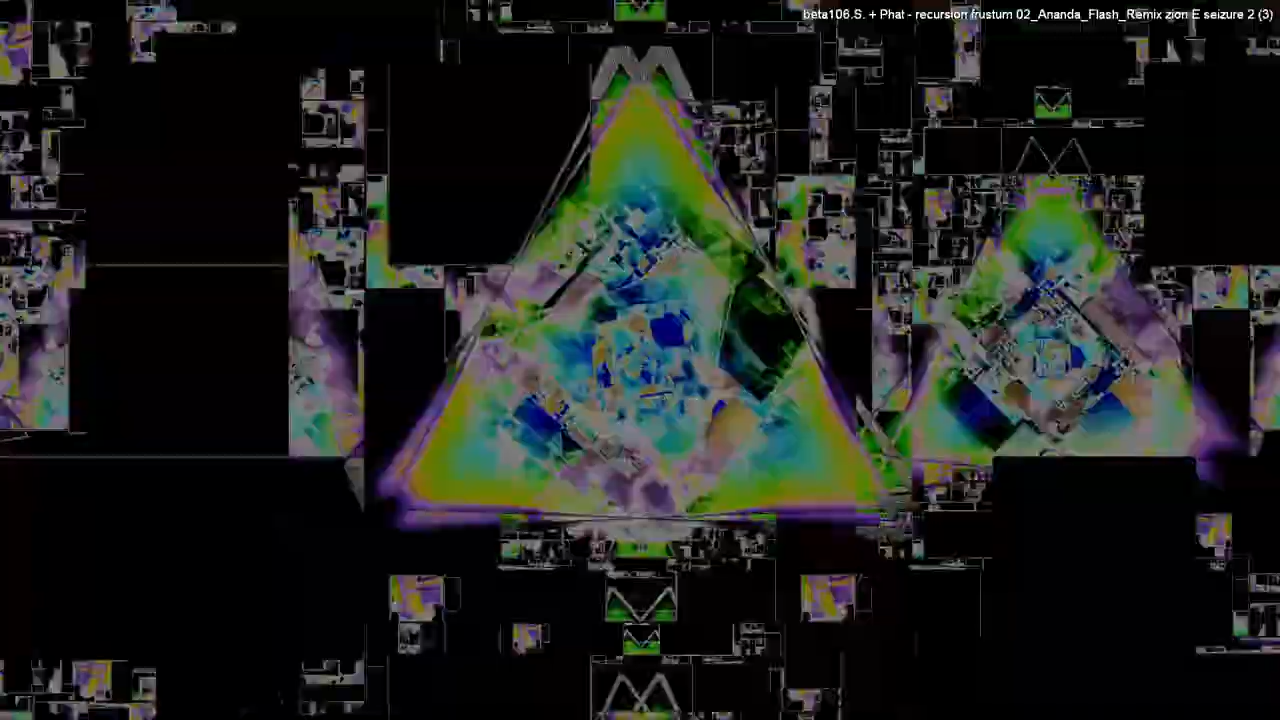 beta106.S. + Phat - recursion frustum 02_Ananda_Flash_Remix zion E seizure 2 (3)